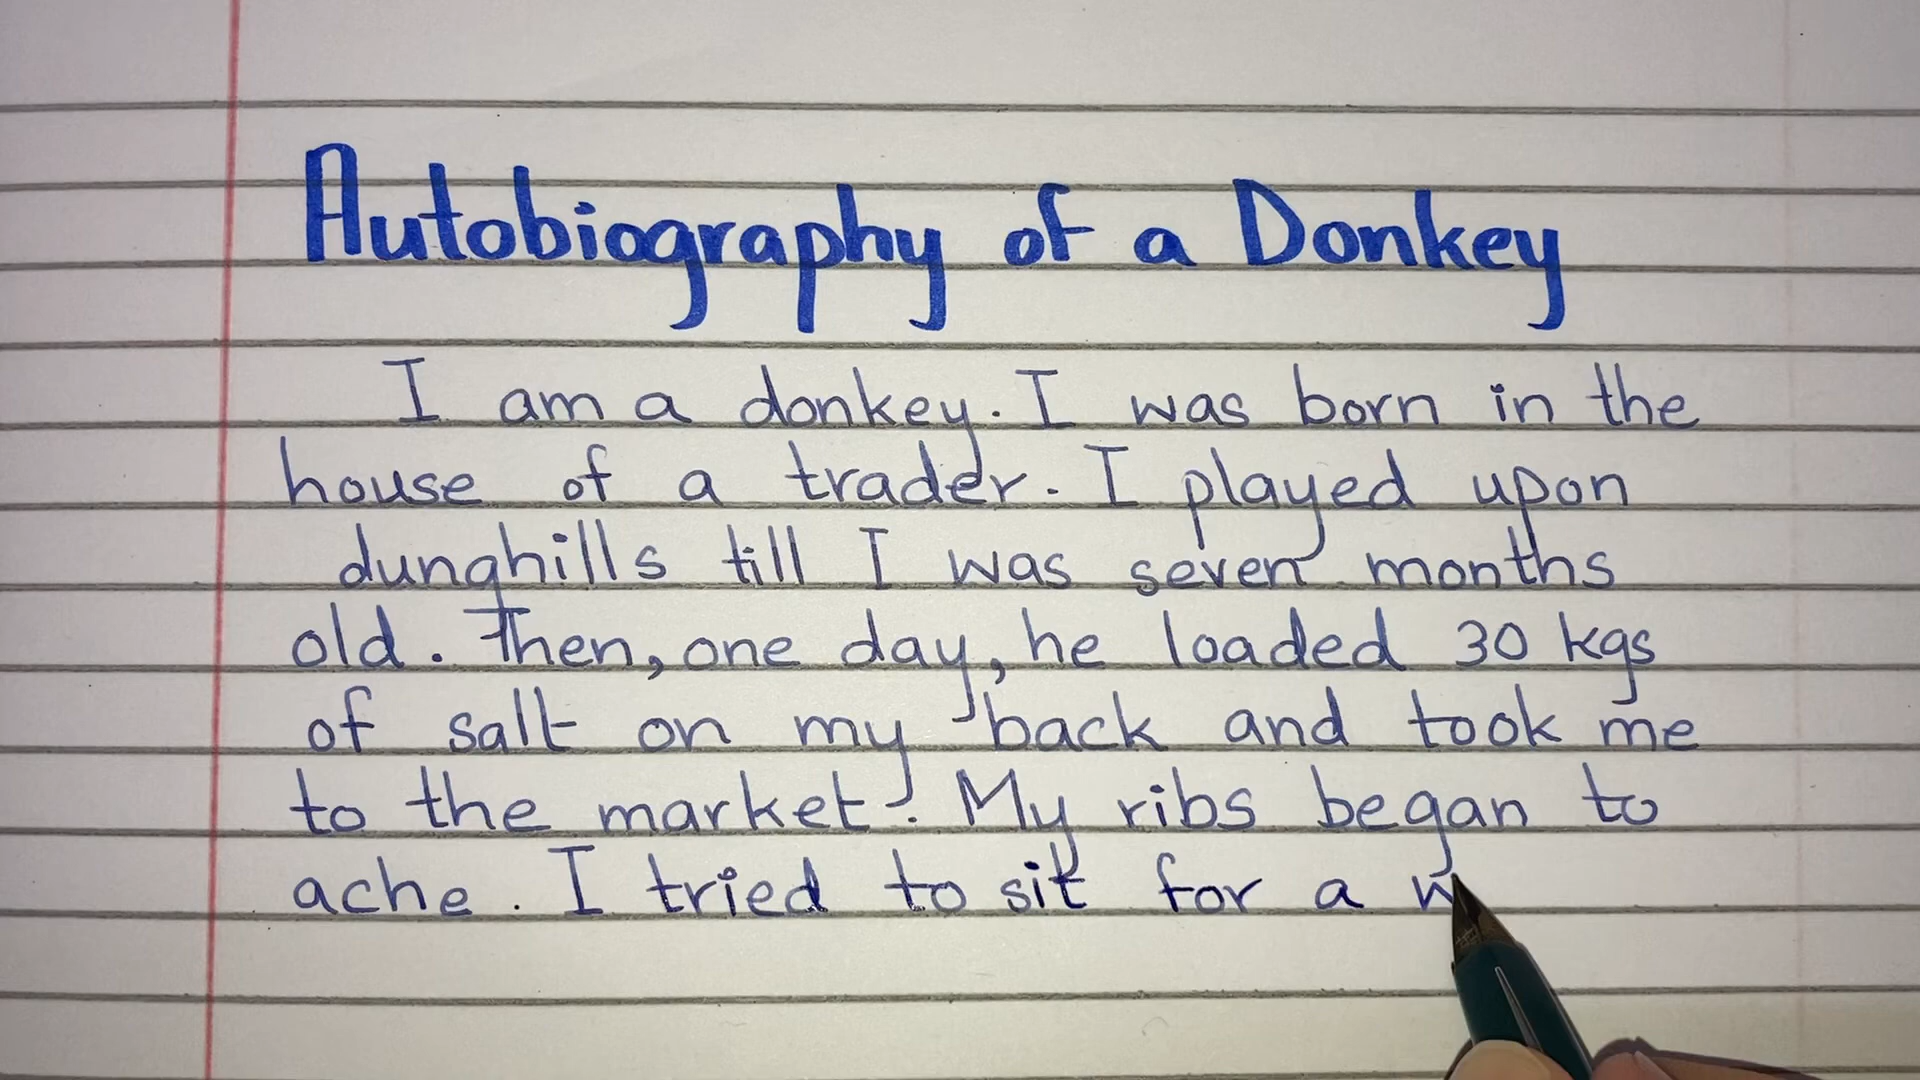 Autobiography of a Donkey
I am a donkey. I was born in the
house of a trader. I played upon
dunghills till I was seven months
old. Then, one day, he loaded 30 kgs
of salt on my back and took me
to the market. My ribs began to
ache. I tried to sit for a w